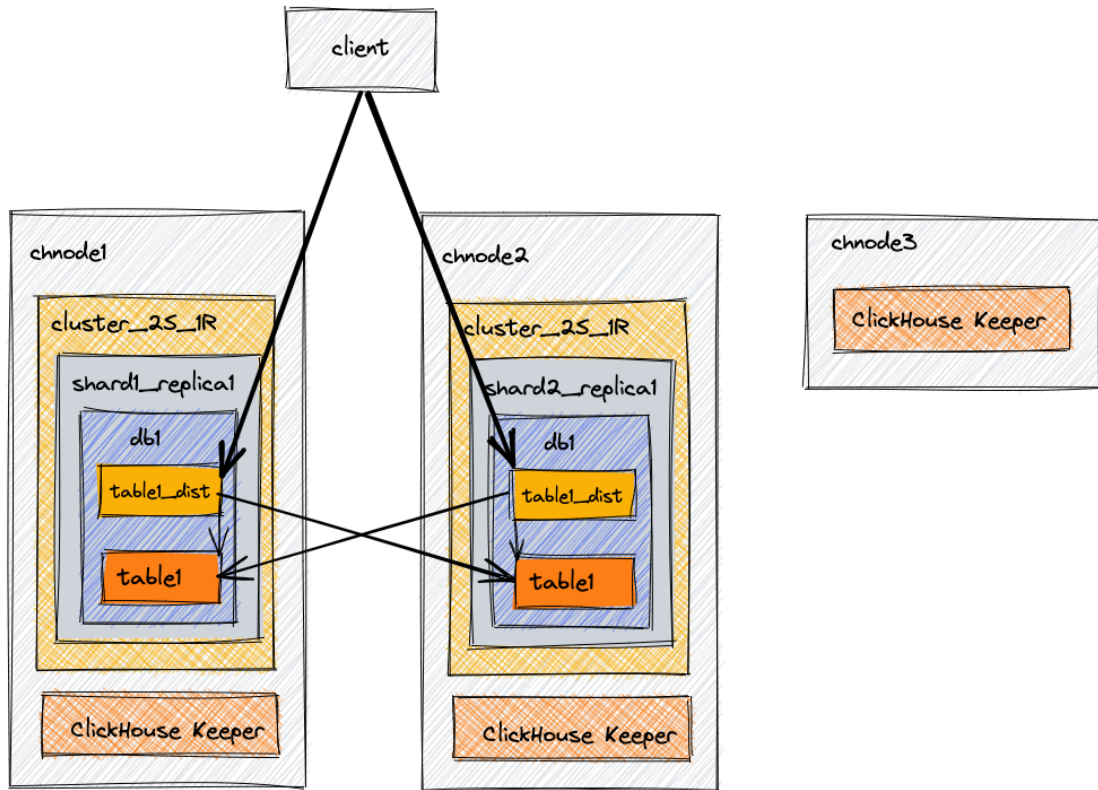 client
chnode1
cluster_2S_1R
shard1_replica1
db1
table1_dist
table1
ClickHouse Keeper
chnode2
cluster_2S_1R
shard2_replica1
db1
table1_dist
table1
ClickHouse Keeper
chnode3
ClickHouse Keeper